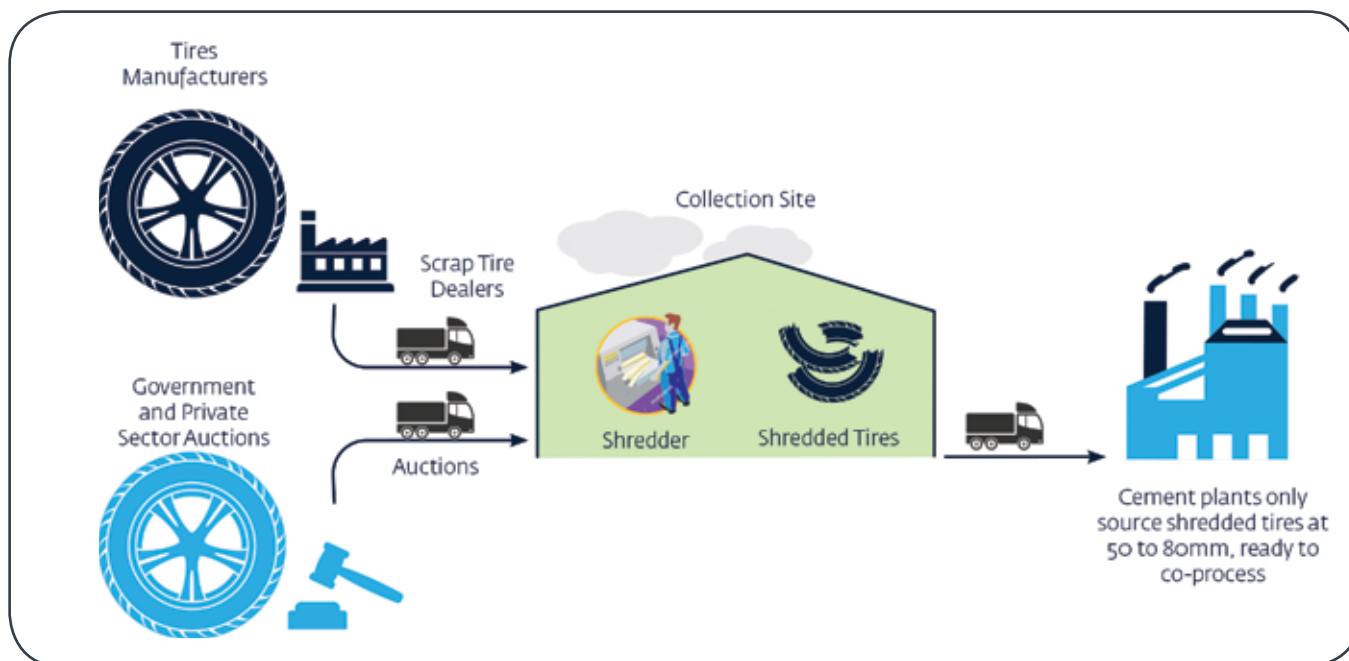 Tires
Manufacturers
Scrap Tire
Dealers
Government
and Private
Sector Auctions
Auctions
Collection Site
Shredder
Shredded Tires
Cement plants only
source shredded tires at
50 to 80mm, ready to
co-process